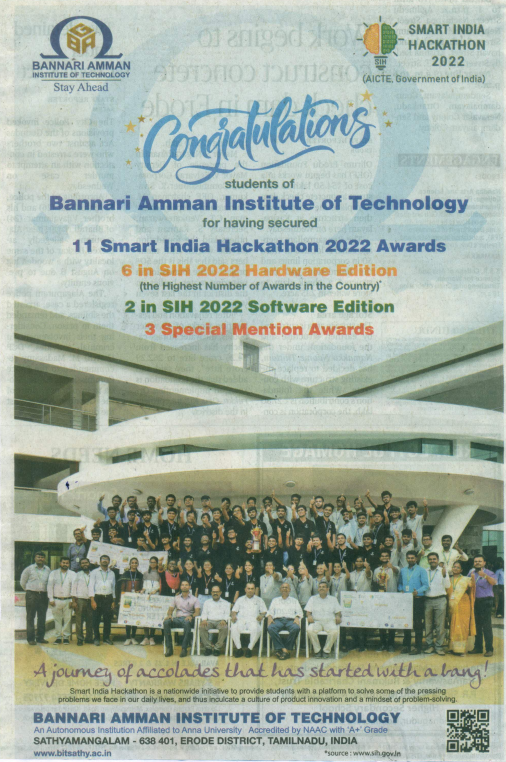 BANNARI AMMAN
INSTITUTE OF TECHNOLOGY
Stay Ahead
SIH
SMART INDIA
HACKATHON
2022
(AICTE, Government of India)
Congratulations
students of
Bannari Amman Institute of Technology
for having secured
11 Smart India Hackathon 2022 Awards
6 in SIH 2022 Hardware Edition
(the Highest Number of Awards in the Country)*
2 in SIH 2022 Software Edition
3 Special Mention Awards
A journey of accolades that has started with a bang!
Smart India Hackathon is a nationwide initiative to provide students with a platform to solve some of the pressing
problems we face in our daily lives, and thus inculcate a culture of product innovation and a mindset of problem-solving.
BANNARI AMMAN INSTITUTE OF TECHNOLOGY
An Autonomous Institution Affiliated to Anna University Accredited by NAAC with 'A+' Grade
SATHYAMANGALAM - 638 401, ERODE DISTRICT, TAMILNADU, INDIA
www.bitsathy.ac.in
*source : www.sih.gov.in